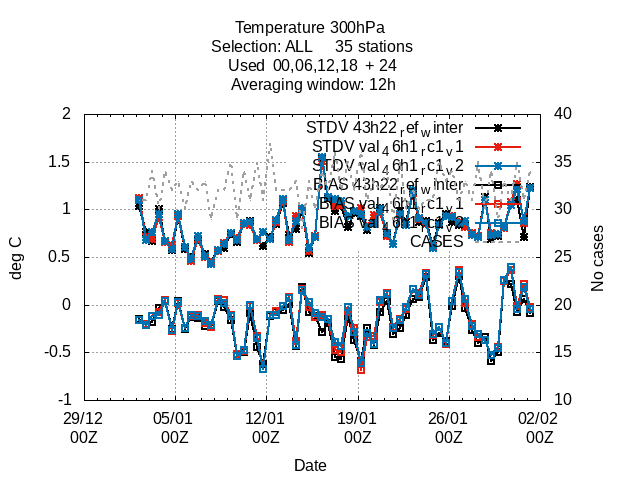 Temperature 300hPa
Selection: ALL 35 stations
Used 00,06,12,18 + 24
Averaging window: 12h
STDV 43h22_ref_winter
STDV val_46h1_rc1_v1
STDV val_46h1_rc1_v2
BIAS 43h22_ref_winter
BIAS val_46h1_rc1_v1
BIAS val_46h1_rc1_v2
CASES
2
1.5
1
0.5
0
-0.5
-1
deg C
40
35
30
25
20
15
10
No cases
29/12 05/01 12/01 19/01 26/01 02/02
00Z 00Z 00Z 00Z 00Z 00Z
Date